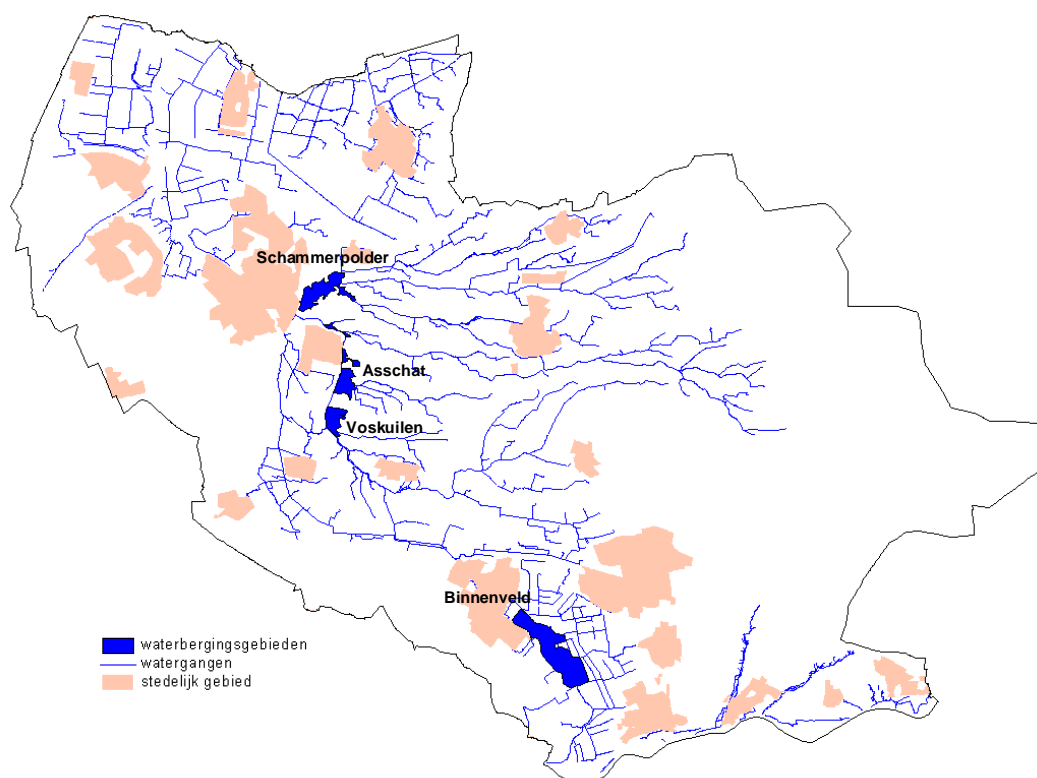 Schammerpolder
Asschat
Voskuilen
Binnenveld
waterbergingsgebieden
watergangen
stedelijk gebied